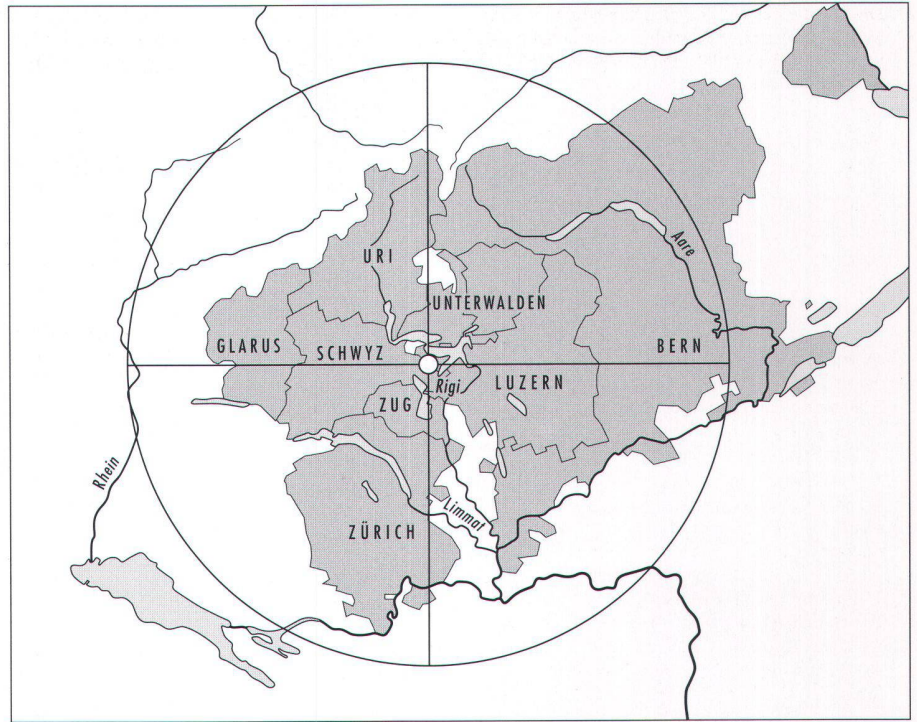 Aare
URI
UNTERWALDEN
GLARUS
SCHWYZ
BERN
Rigi
LUZERN
ZUG
Rhein
Limmat
ZÜRICH